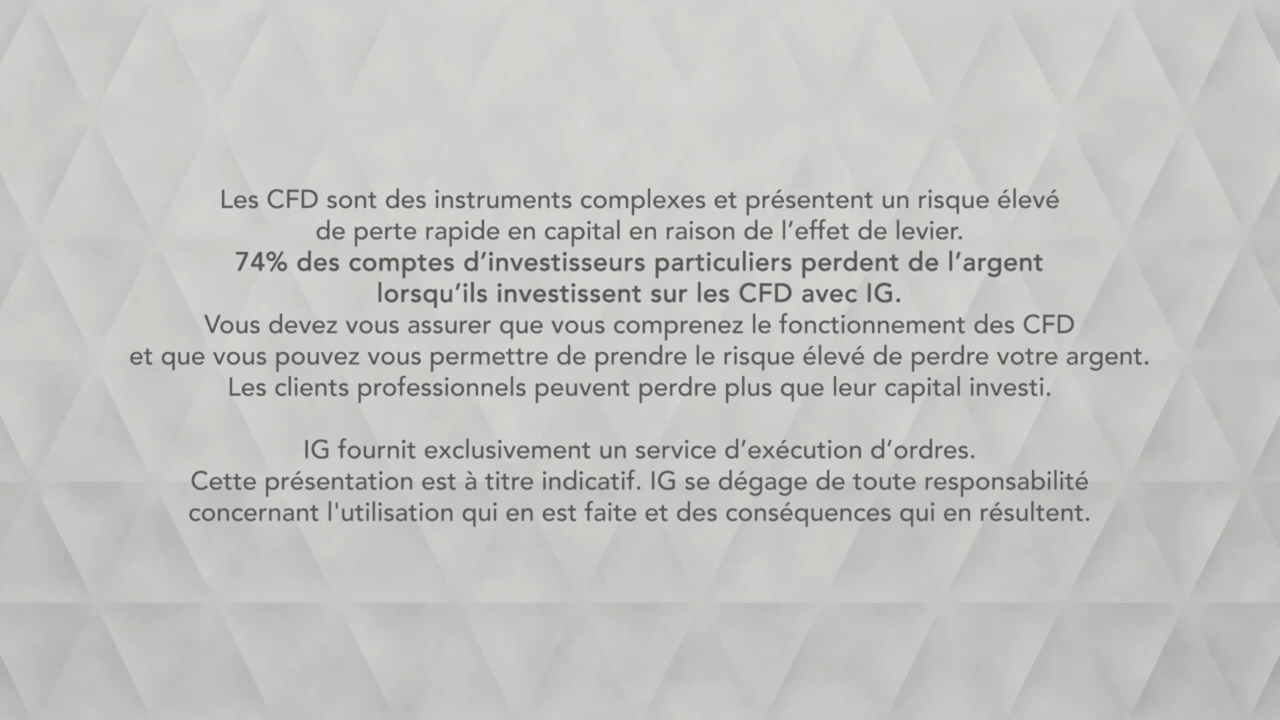 Les CFD sont des instruments complexes et présentent un risque élevé
de perte rapide en capital en raison de l’effet de levier.
74% des comptes d’investisseurs particuliers perdent de l’argent
lorsqu’ils investissent sur les CFD avec IG.
Vous devez vous assurer que vous comprenez le fonctionnement des CFD
et que vous pouvez vous permettre de prendre le risque élevé de perdre votre argent.
Les clients professionnels peuvent perdre plus que leur capital investi.
IG fournit exclusivement un service d’exécution d’ordres.
Cette présentation est à titre indicatif. IG se dégage de toute responsabilité
concernant l'utilisation qui en est faite et des conséquences qui en résultent.